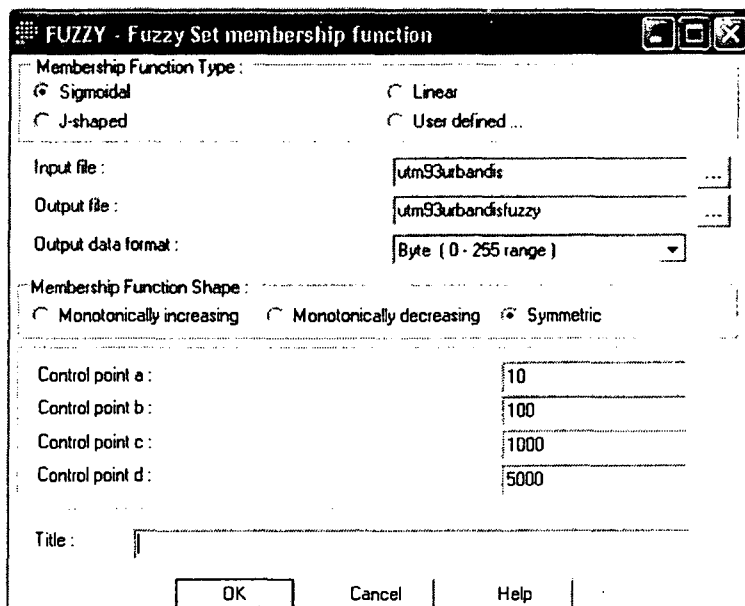 FUZZY - Fuzzy Set membership function
Membership Function Type :
Sigmoidal
Linear
J-shaped
User defined ...
Input file :
utm93urbandis
...
Output file :
utm93urbandisfuzzy
...
Output data format :
Byte ( 0 - 255 range )
Membership Function Shape :
Monotonically increasing
Monotonically decreasing
Symmetric
Control point a :
10
Control point b :
100
Control point c :
1000
Control point d :
5000
Title :
OK
Cancel
Help